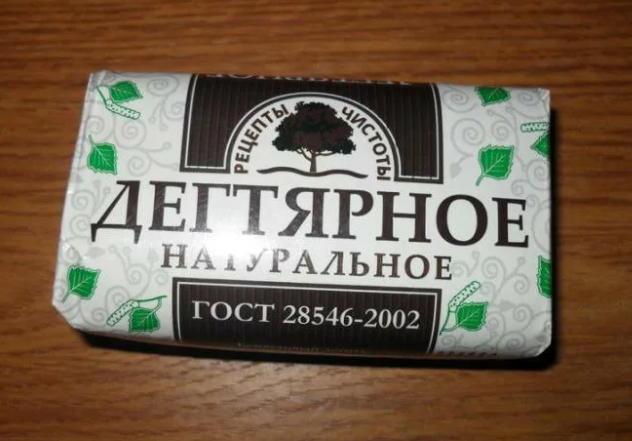 РЕЦЕПТЫ ЧИСТОТЫ
ДЕГТЯРНОЕ
НАТУРАЛЬНОЕ
ГОСТ 28546-2002